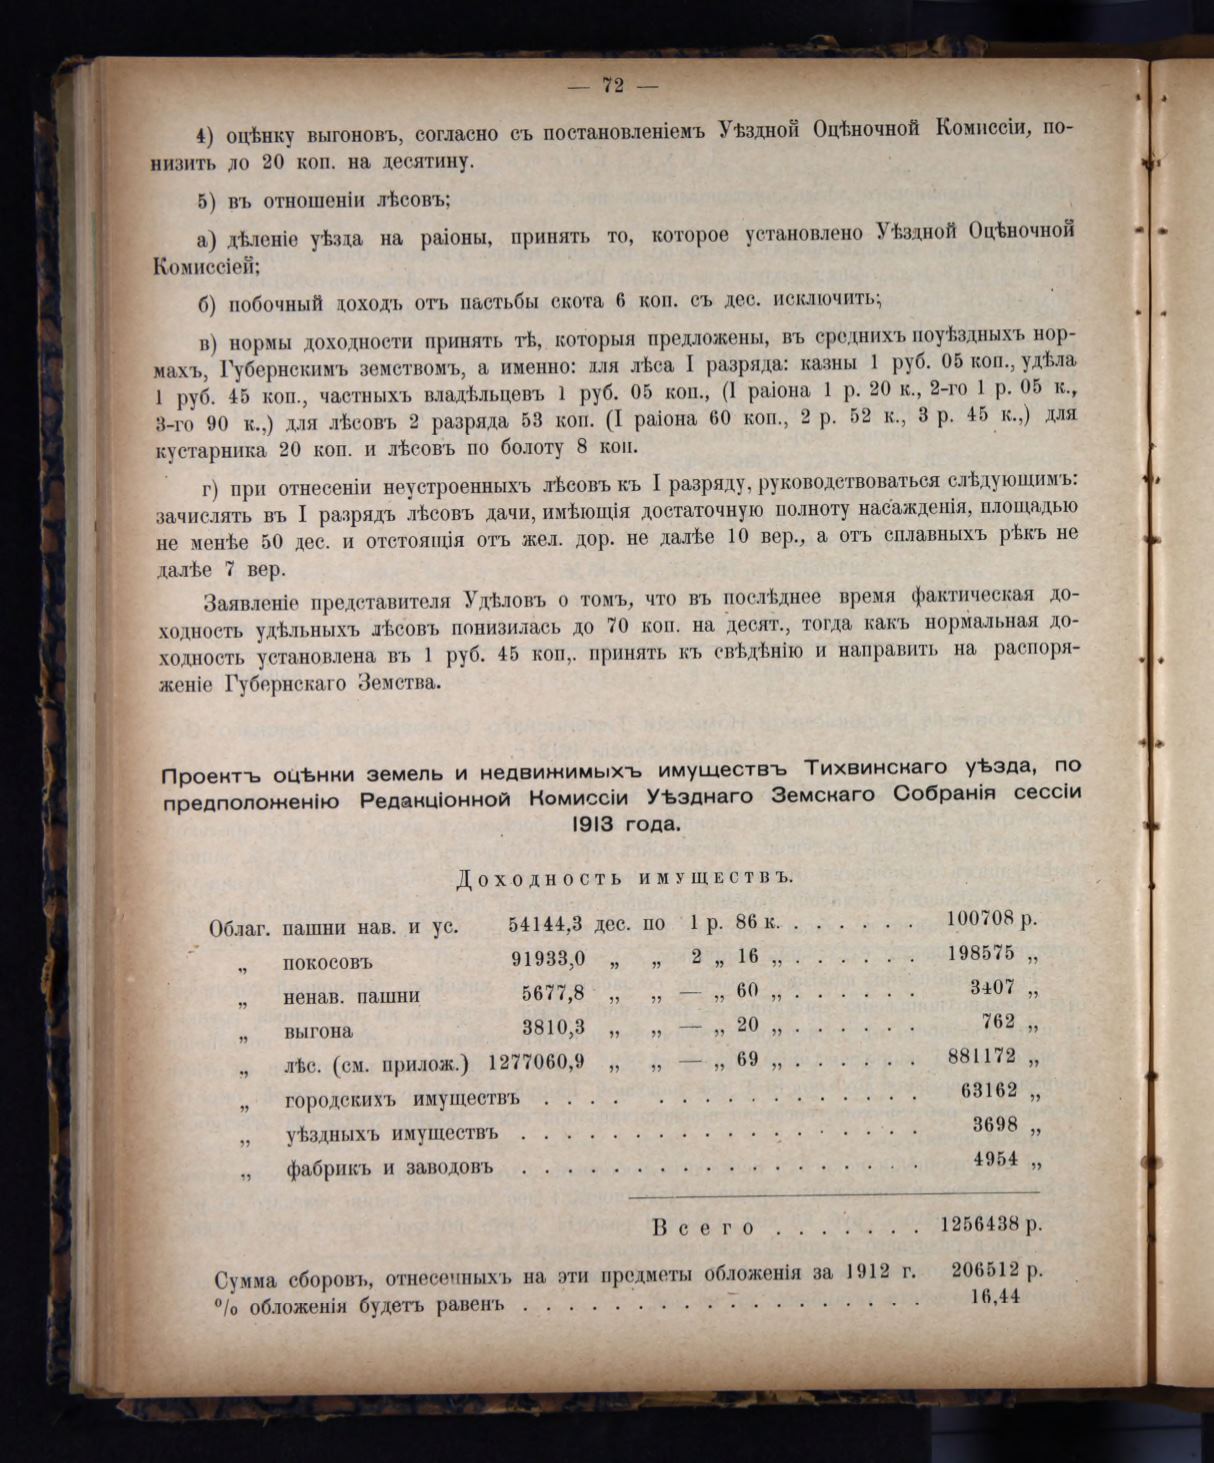 — 72 —
4) оцѣнку выгоновъ, согласно съ постановленіемъ Уѣздной Оцѣночной Комиссіи, по-
низить до 20 коп. на десятину.
5) въ отношеніи лѣсовъ;
а) дѣленіе уѣзда на раіоны, принять то, которое установлено Уѣздной Оцѣночной
Комиссіей;
б) побочный доходъ отъ пастьбы скота 6 коп. съ дес. исключить;
в) нормы доходности принять тѣ, которыя предложены, въ среднихъ поуѣздныхъ нор-
махъ, Губернскимъ земствомъ, а именно: для лѣса I разряда: казны 1 руб. 05 коп., удѣла
1 руб. 45 коп., частныхъ владѣльцевъ 1 руб. 05 коп., (I раіона 1 р. 20 к., 2-го 1 р. 05 к.,
3-го 90 к.,) для лѣсовъ 2 разряда 53 коп. (I раіона 60 коп., 2 р. 52 к., 3 р. 45 к.,) для
кустарника 20 коп. и лѣсовъ по болоту 8 коп.
г) при отнесеніи неустроенныхъ лѣсовъ къ I разряду, руководствоваться слѣдующимъ:
зачислять въ I разрядъ лѣсовъ дачи, имѣющія достаточную полноту насажденія, площадью
не менѣе 50 дес. и отстоящія отъ жел. дор. не далѣе 10 вер., а отъ сплавныхъ рѣкъ не
далѣе 7 вер.
Заявленіе представителя Удѣловъ о томъ, что въ послѣднее время фактическая до-
ходность удѣльныхъ лѣсовъ понизилась до 70 коп. на десят., тогда какъ нормальная до-
ходность установлена въ 1 руб. 45 коп,. принять къ свѣдѣнію и направить на распоря-
женіе Губернскаго Земства.
Проектъ оцѣнки земель и недвижимыхъ имуществъ Тихвинскаго уѣзда, по
предположенію Редакціонной Комиссіи Уѣзднаго Земскаго Собранія сессіи
1913 года.
Доходность имуществъ.
Облаг. пашни нав. и ус. 54144,3 дес. по 1 р. 86 к. . . . . . . 100708 р.
„ покосовъ 91933,0 „ „ 2 „ 16 „ . . . . . . 198575 „
„ ненав. пашни 5677,8 „ „ — „ 60 „ . . . . . . 3407 „
„ выгона 3810,3 „ „ — „ 20 „ . . . . . . 762 „
„ лѣс. (см. прилож.) 1277060,9 „ „ — „ 69 „ . . . . . . 881172 „
„ городскихъ имуществъ . . . . . . . . . . . . . . . . 63162 „
„ уѣздныхъ имуществъ . . . . . . . . . . . . . . . . . . 3698 „
„ фабрикъ и заводовъ . . . . . . . . . . . . . . . . . . 4954 „
Всего . . . . . . . 1256438 р.
Сумма сборовъ, отнесенныхъ на эти предметы обложенія за 1912 г. 206512 р.
% обложенія будетъ равенъ . . . . . . . . . . . . . . . . . . 16,44